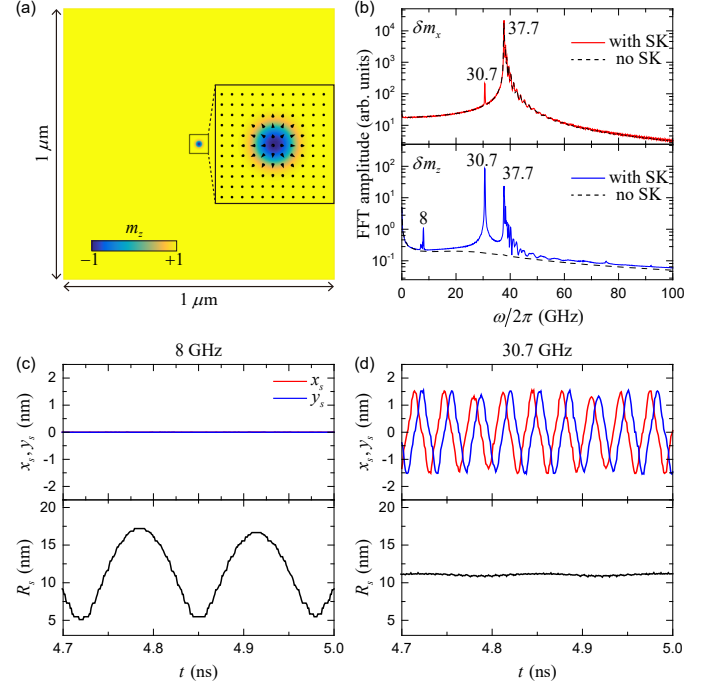 (a)
1 μm
m_z
−1 +1
1 μm
(b)
δm_x
37.7
30.7
with SK
no SK
10^5
10^4
10^3
10^2
10^1
FFT amplitude (arb. units)
δm_z
30.7
37.7
8
with SK
no SK
10^2
10^1
10^0
10^-1
0 20 40 60 80 100
ω/2π (GHz)
(c)
8 GHz
x_s
y_s
2
1
0
-1
-2
x_s, y_s (nm)
20
15
10
5
R_s (nm)
4.7 4.8 4.9 5.0
t (ns)
(d)
30.7 GHz
2
1
0
-1
-2
x_s, y_s (nm)
20
15
10
5
R_s (nm)
4.7 4.8 4.9 5.0
t (ns)